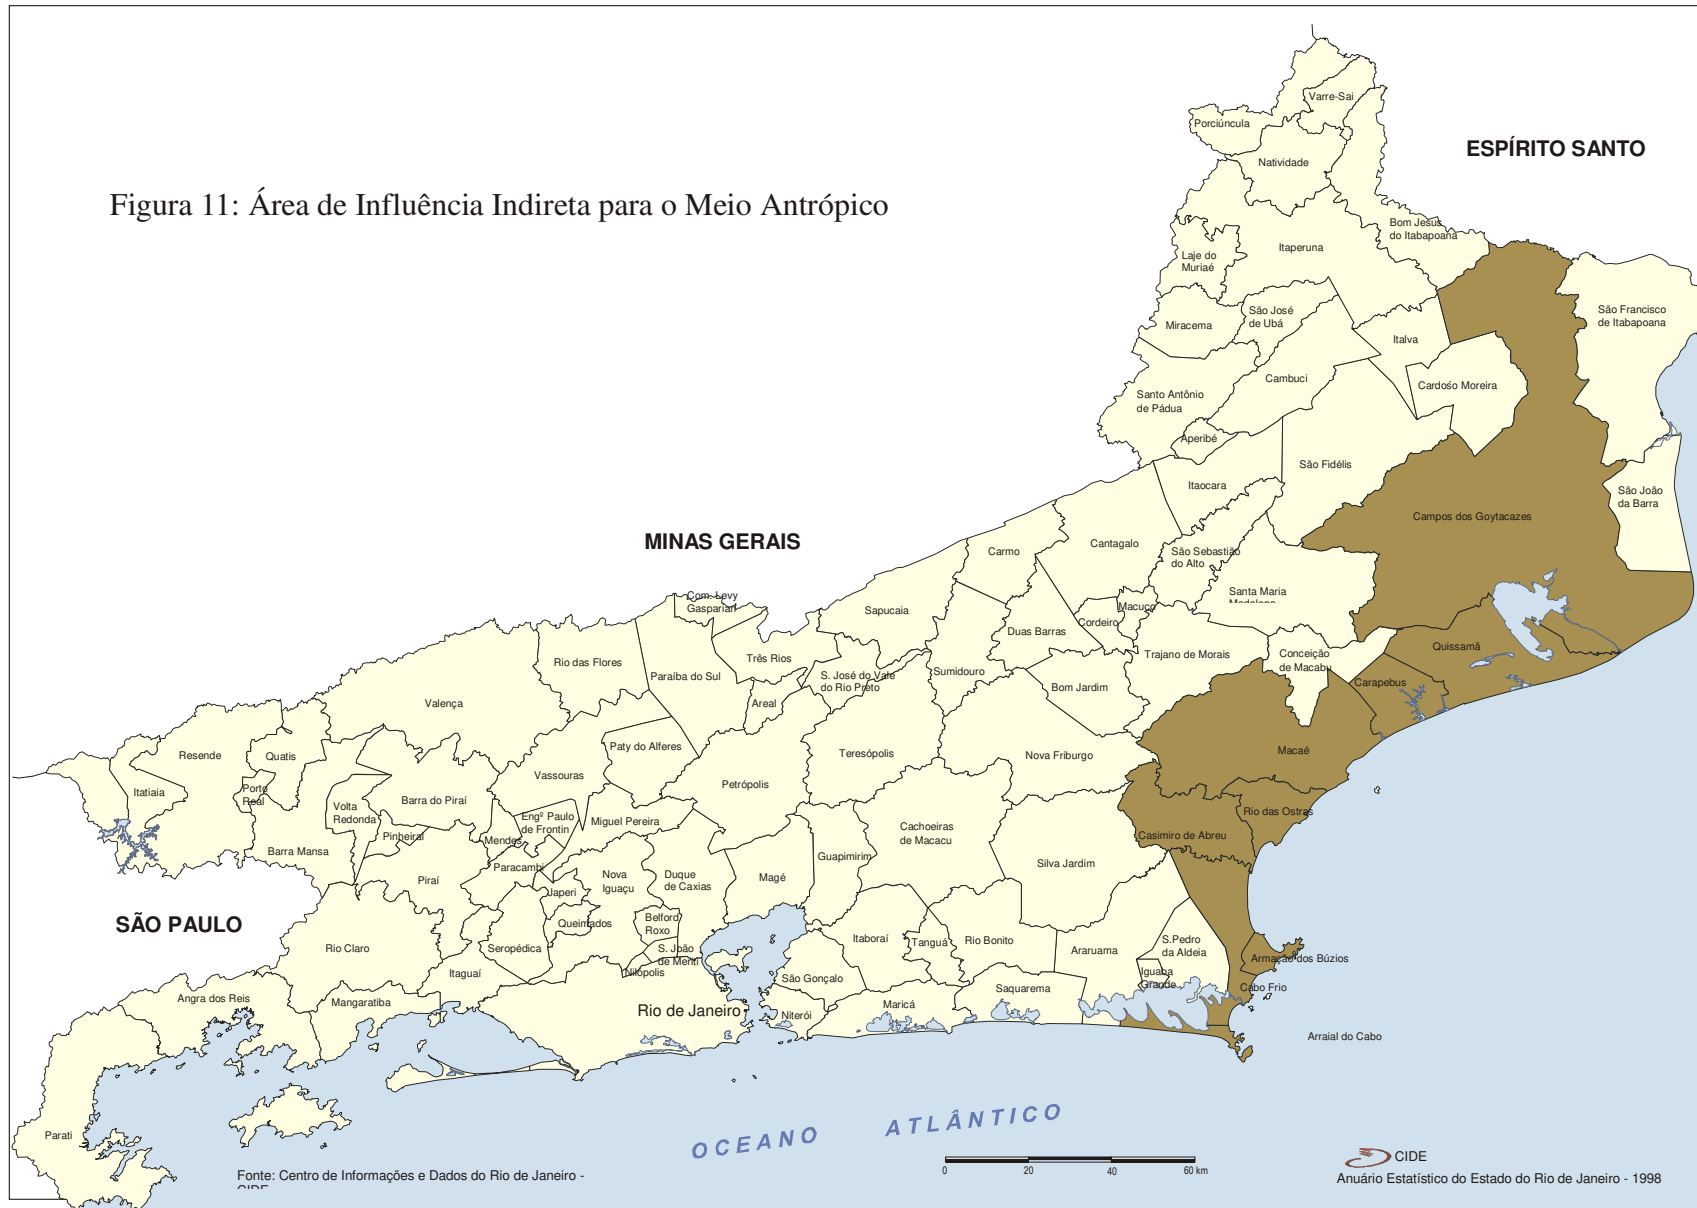 Varre-Sai
Porciúncula
ESPÍRITO SANTO
Natividade
Figura 11: Área de Influência Indireta para o Meio Antrópico
Bom Jesus
do Itabapoana
Itaperuna
Laje do
Muriaé
São José
de Ubá
São Francisco
de Itabapoana
Miracema
Italva
Cambuci
Cardoso Moreira
Santo Antônio
de Pádua
Aperibé
São Fidélis
Itaocara
São João
da Barra
Campos dos Goytacazes
MINAS GERAIS
Carmo
Cantagalo
São Sebastião
do Alto
Santa Maria
Madalena
Com. Levy
Gasparian
Sapucaia
Macuco
Cordeiro
Duas Barras
Quissamã
Trajano de Morais
Conceição
de Macabu
Três Rios
Rio das Flores
Paraíba do Sul
S. José do Vale
do Rio Preto
Sumidouro
Bom Jardim
Carapebus
Valença
Areal
Paty do Alferes
Resende
Quatis
Teresópolis
Nova Friburgo
Macaé
Vassouras
Petrópolis
Itatiaia
Porto
Real
Barra do Piraí
Volta
Redonda
Engº Paulo
de Frontin
Miguel Pereira
Rio das Ostras
Cachoeiras
de Macacu
Casimiro de Abreu
Pinheiral
Mendes
Barra Mansa
Guapimirim
Silva Jardim
Paracambi
Piraí
Nova
Iguaçu
Duque
de Caxias
Magé
Japeri
Queimados
Belford
Roxo
SÃO PAULO
Rio Claro
Seropédica
S. João
de Meriti
Nilópolis
Itaboraí
Tanguá
Rio Bonito
Araruama
S.Pedro
da Aldeia
Armação dos Búzios
Itaguaí
São Gonçalo
Iguaba
Grande
Cabo Frio
Saquarema
Angra dos Reis
Mangaratiba
Rio de Janeiro
Niterói
Maricá
Arraial do Cabo
Parati
OCEANO ATLÂNTICO
0 20 40 60 km
CIDE
Fonte: Centro de Informações e Dados do Rio de Janeiro -
CIDE
Anuário Estatístico do Estado do Rio de Janeiro - 1998